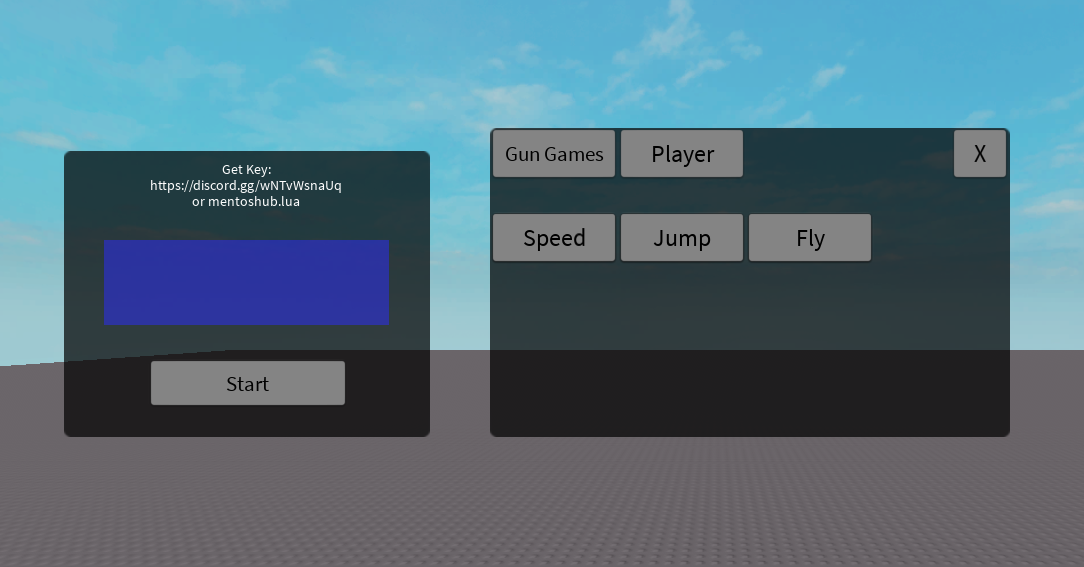 Get Key:
https://discord.gg/wNTvWsnaUq
or mentoshub.lua
Start
Gun Games
Player
X
Speed
Jump
Fly